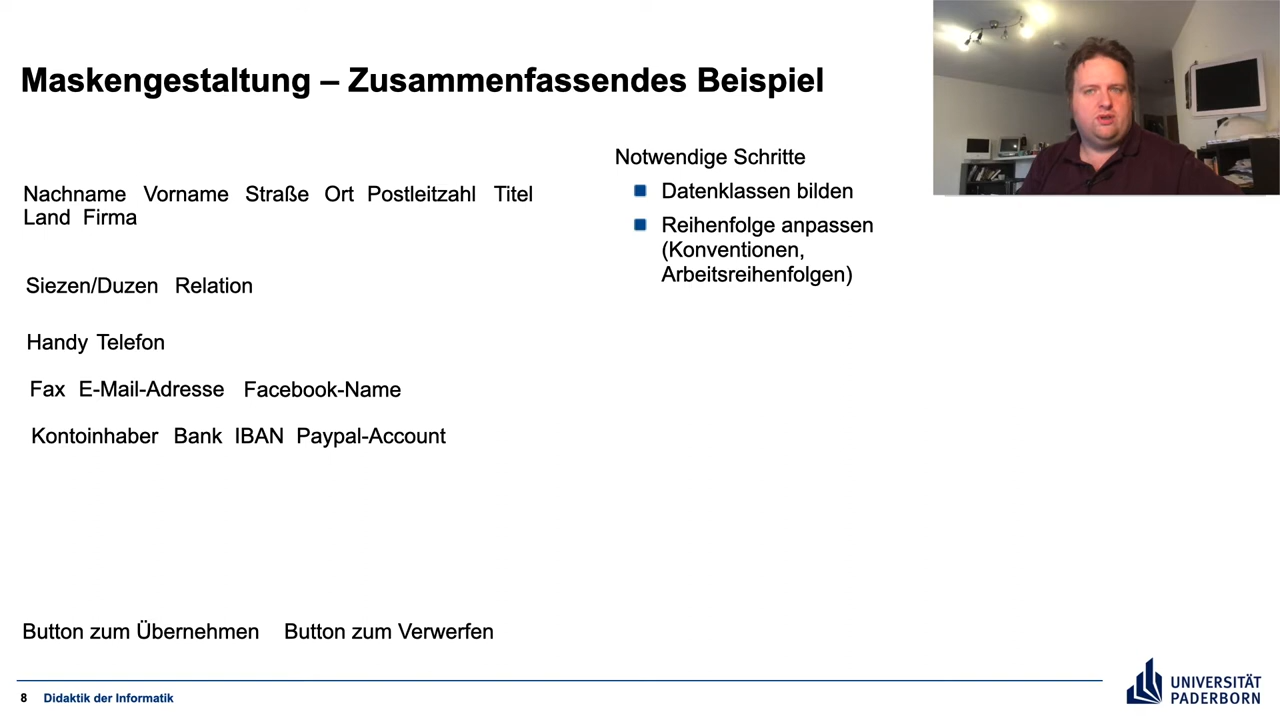 Maskengestaltung – Zusammenfassendes Beispiel
Nachname Vorname Straße Ort Postleitzahl Titel
Land Firma
Siezen/Duzen Relation
Handy Telefon
Fax E-Mail-Adresse Facebook-Name
Kontoinhaber Bank IBAN Paypal-Account
Button zum Übernehmen Button zum Verwerfen
Notwendige Schritte
Datenklassen bilden
Reihenfolge anpassen
(Konventionen,
Arbeitsreihenfolgen)
8 Didaktik der Informatik
UNIVERSITÄT
PADERBORN